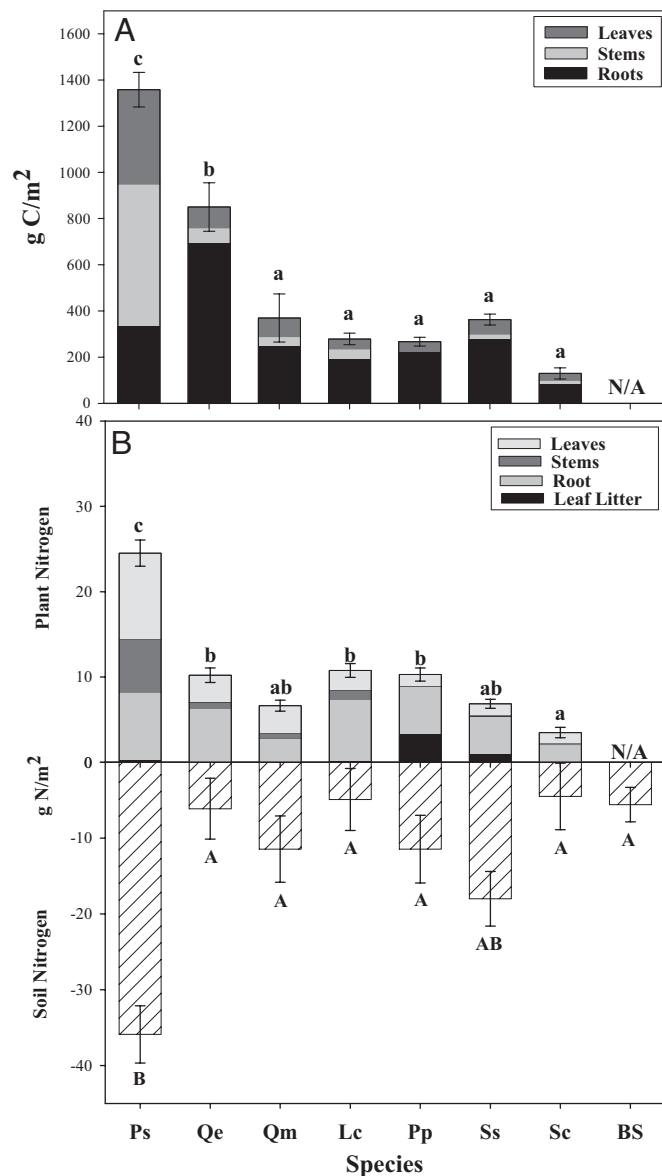 A
Leaves
Stems
Roots
1600
1400
1200
1000
800
600
400
200
0
g C/m²
c
b
a
a
a
a
a
N/A
B
Leaves
Stems
Root
Leaf Litter
40
30
20
10
0
-10
-20
-30
-40
Plant Nitrogen
g N/m²
Soil Nitrogen
c
b
ab
b
b
ab
a
N/A
B
A
A
A
A
AB
A
A
Ps Qe Qm Lc Pp Ss Sc BS
Species